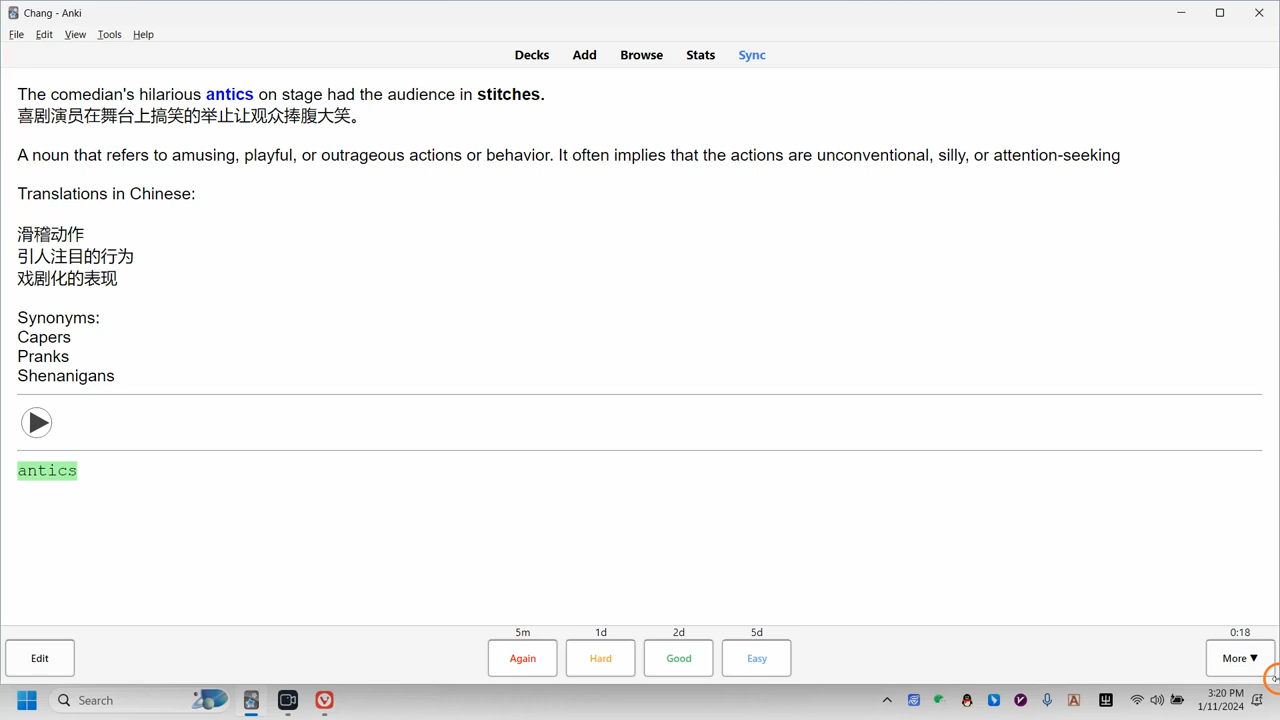 Chang - Anki
File Edit View Tools Help
Decks Add Browse Stats Sync
The comedian's hilarious antics on stage had the audience in stitches.
喜剧演员在舞台上搞笑的举止让观众捧腹大笑。
A noun that refers to amusing, playful, or outrageous actions or behavior. It often implies that the actions are unconventional, silly, or attention-seeking
Translations in Chinese:
滑稽动作
引人注目的行为
戏剧化的表现
Synonyms:
Capers
Pranks
Shenanigans
antics
5m 1d 2d 5d 0:18
Edit Again Hard Good Easy More ▼
Search
3:20 PM
1/11/2024